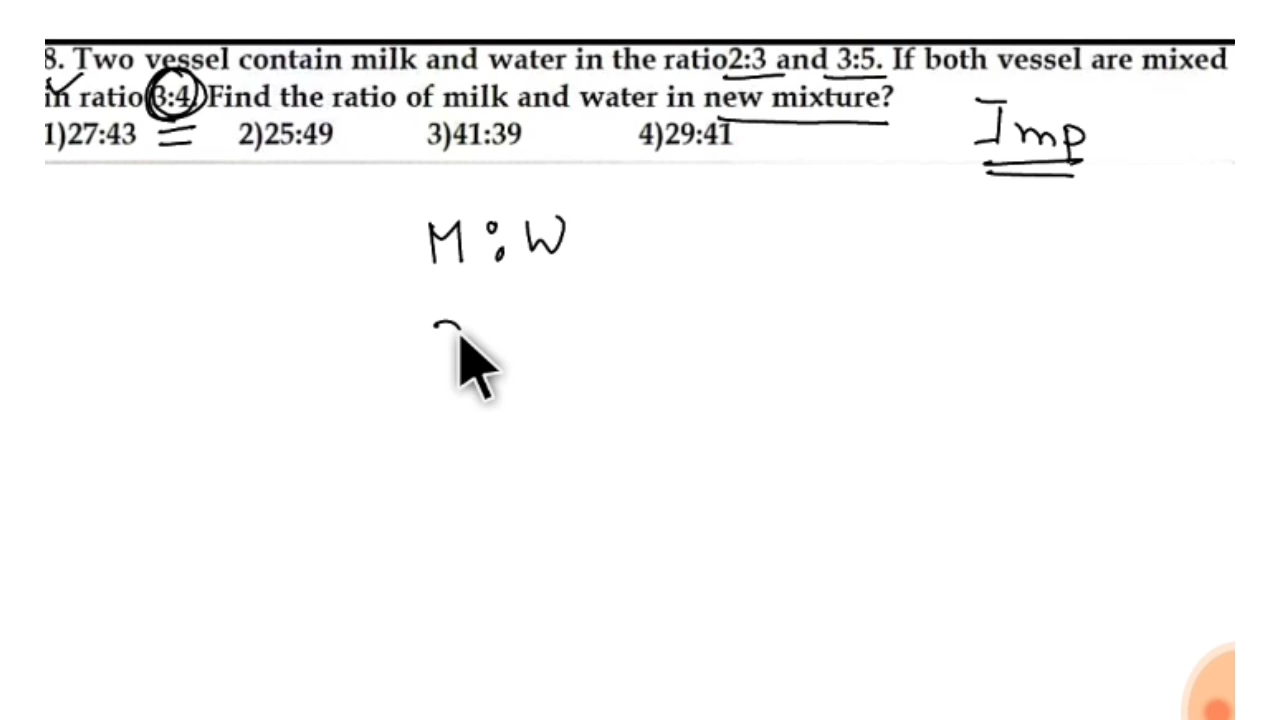 8. Two vessel contain milk and water in the ratio2:3 and 3:5. If both vessel are mixed
in ratio 3:4. Find the ratio of milk and water in new mixture?
1)27:43 2)25:49 3)41:39 4)29:41
Imp
M : W